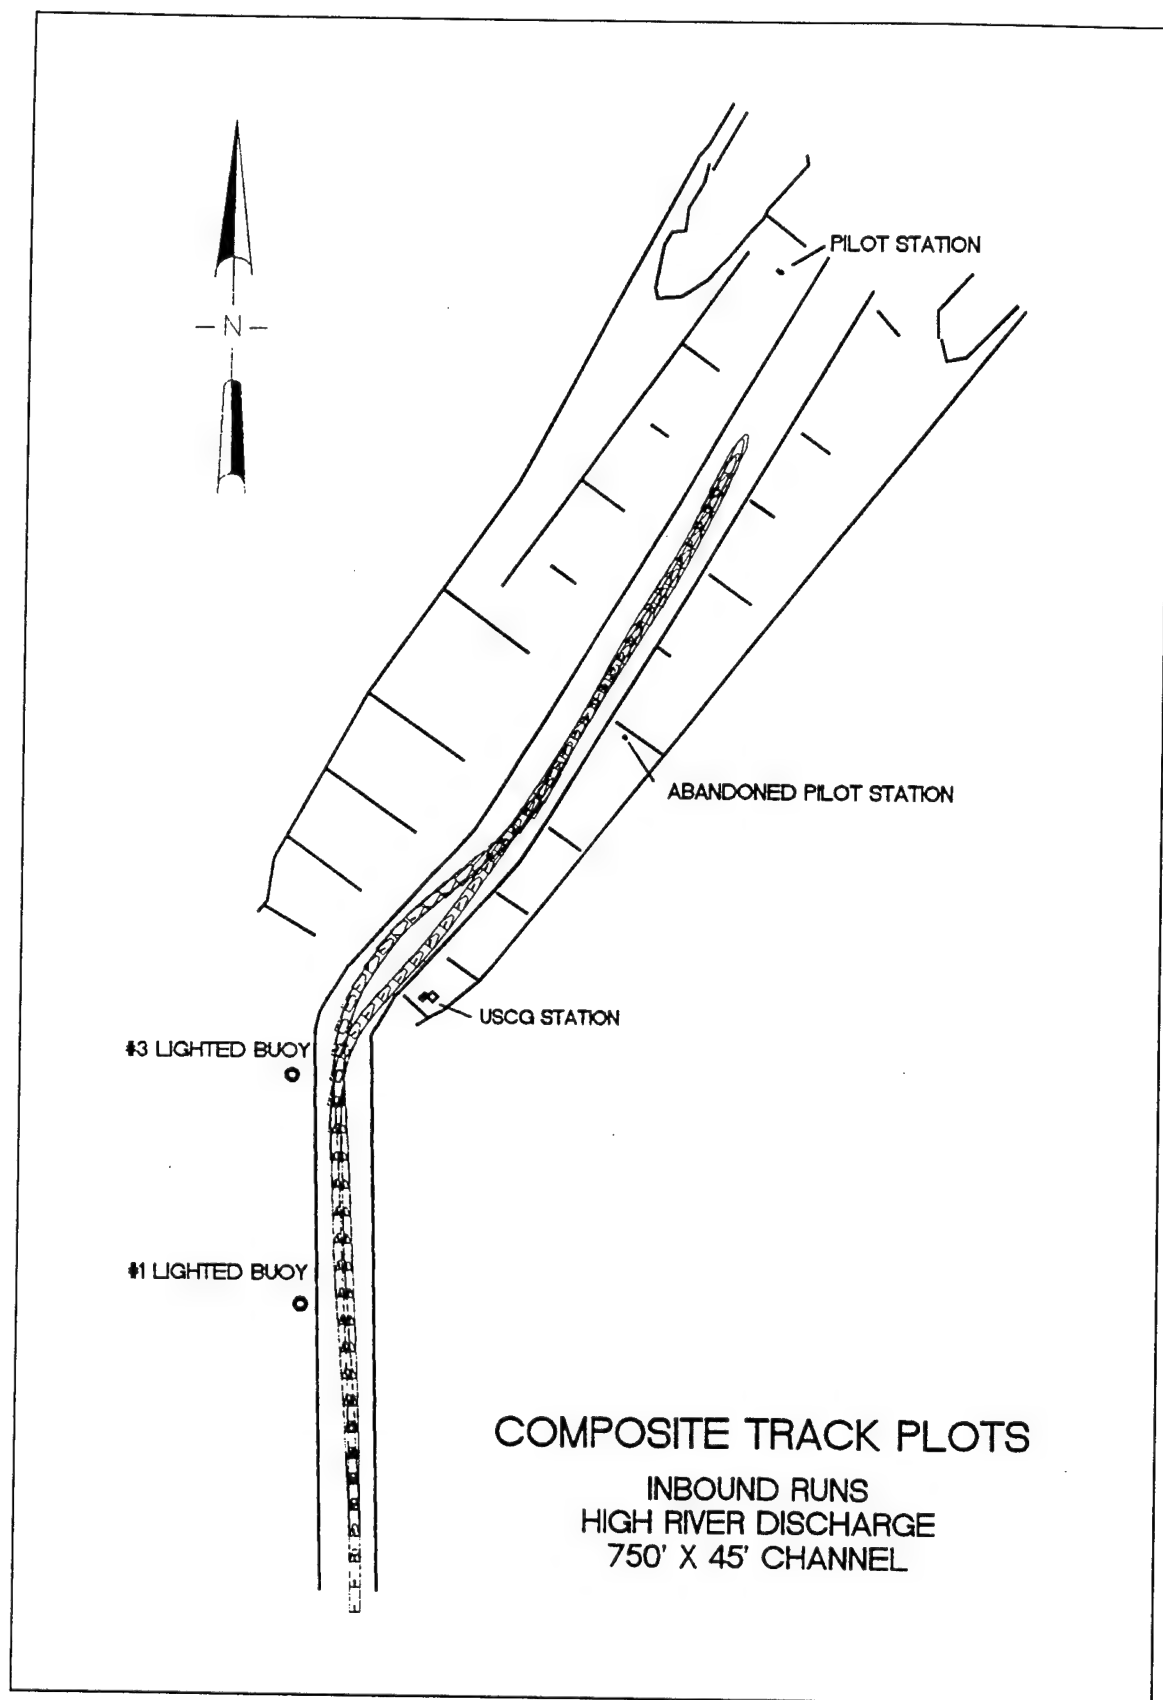 PILOT STATION
- N -
ABANDONED PILOT STATION
USCG STATION
#3 LIGHTED BUOY
#1 LIGHTED BUOY
COMPOSITE TRACK PLOTS
INBOUND RUNS
HIGH RIVER DISCHARGE
750' X 45' CHANNEL